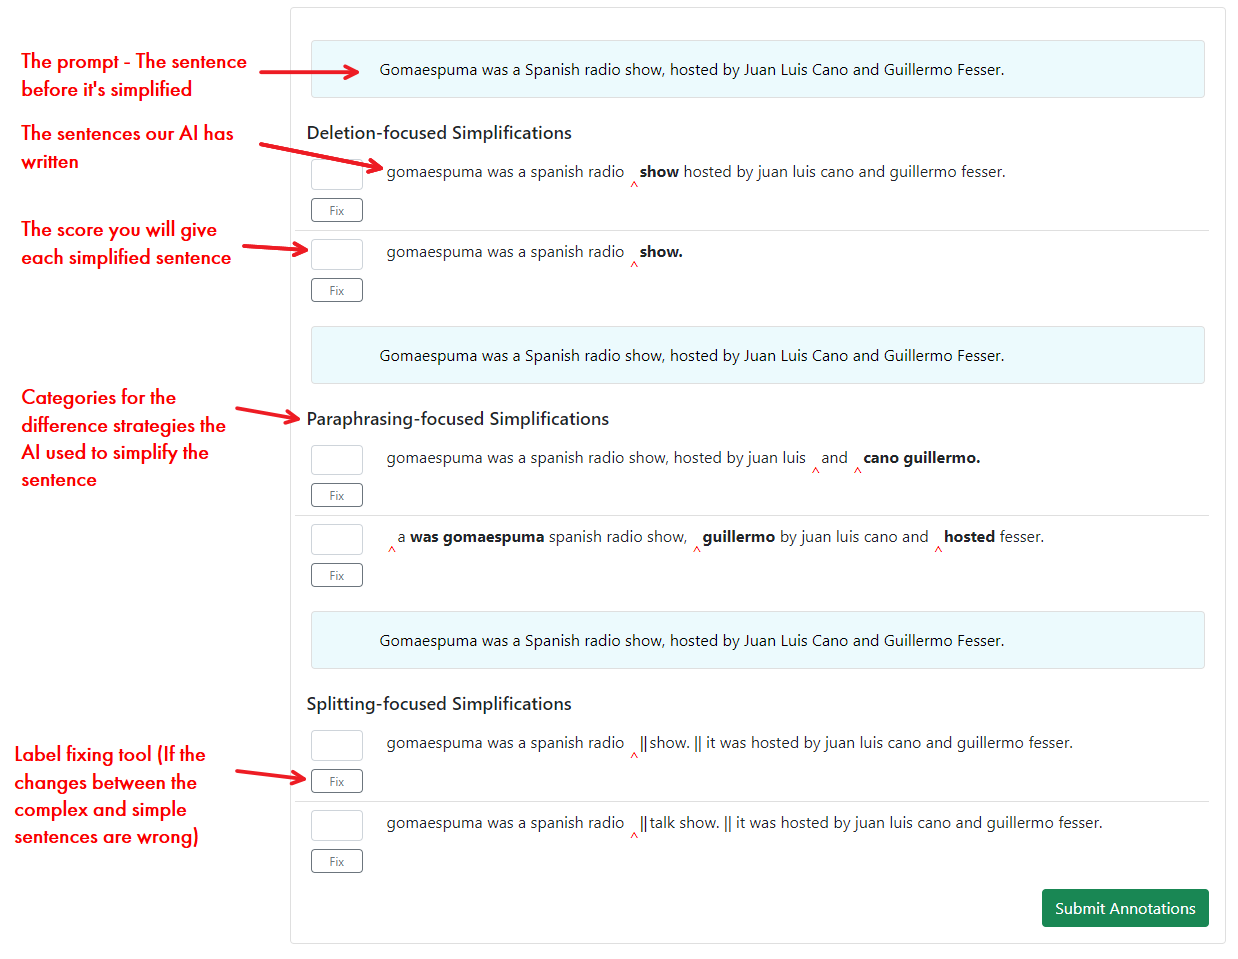 The prompt - The sentence
before it's simplified
Gomaespuma was a Spanish radio show, hosted by Juan Luis Cano and Guillermo Fesser.
The sentences our AI has
written
Deletion-focused Simplifications
gomaespuma was a spanish radio ^ show hosted by juan luis cano and guillermo fesser.
Fix
The score you will give
each simplified sentence
gomaespuma was a spanish radio ^ show.
Fix
Gomaespuma was a Spanish radio show, hosted by Juan Luis Cano and Guillermo Fesser.
Categories for the
difference strategies the
AI used to simplify the
sentence
Paraphrasing-focused Simplifications
gomaespuma was a spanish radio show, hosted by juan luis ^ and ^ cano guillermo.
Fix
^ a was gomaespuma spanish radio show, ^ guillermo by juan luis cano and ^ hosted fesser.
Fix
Gomaespuma was a Spanish radio show, hosted by Juan Luis Cano and Guillermo Fesser.
Splitting-focused Simplifications
gomaespuma was a spanish radio ^ || show. || it was hosted by juan luis cano and guillermo fesser.
Label fixing tool (If the
changes between the
complex and simple
sentences are wrong)
Fix
gomaespuma was a spanish radio ^ || talk show. || it was hosted by juan luis cano and guillermo fesser.
Fix
Submit Annotations